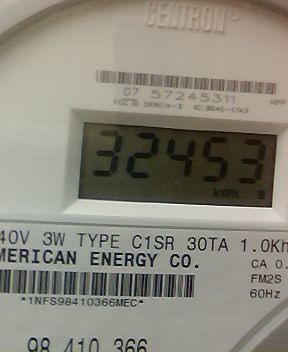 CENTRON®
07 57245311
32453
kWh
40V 3W TYPE C1SR 30TA 1.0Kh
MERICAN ENERGY CO.
CA 0.
FM2S
60Hz
*1NFS98410366MEC*
98 410 366